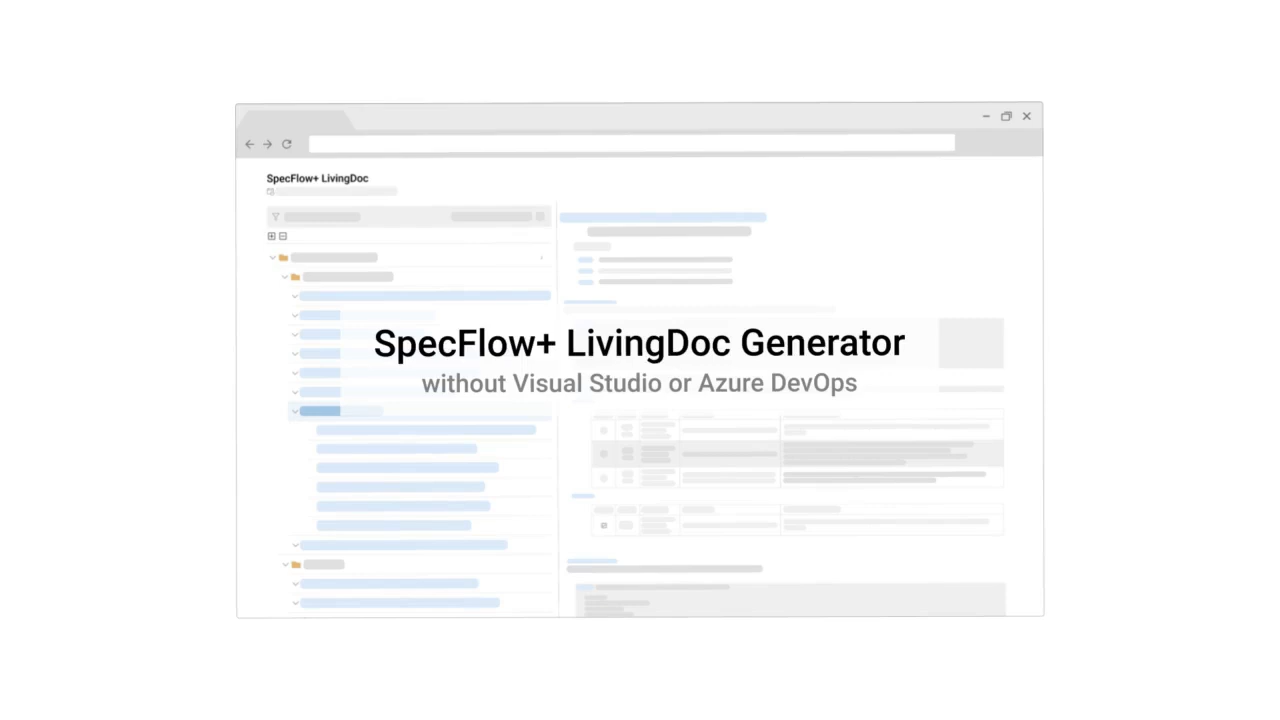 SpecFlow+ LivingDoc
SpecFlow+ LivingDoc Generator
without Visual Studio or Azure DevOps